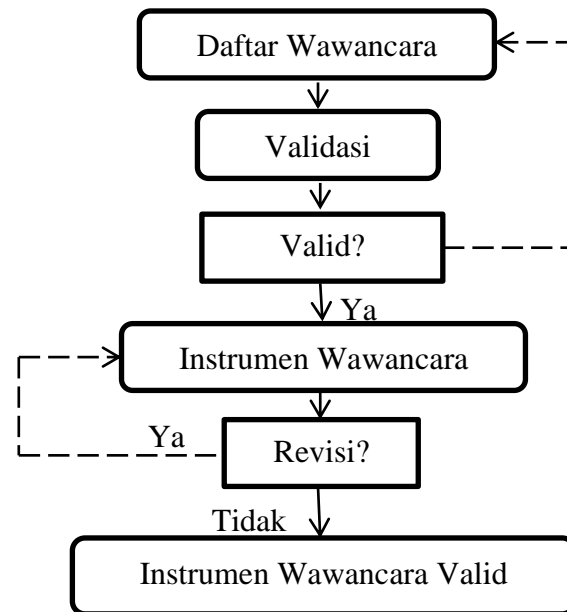 Daftar Wawancara
Validasi
Valid?
Ya
Instrumen Wawancara
Ya
Revisi?
Tidak
Instrumen Wawancara Valid